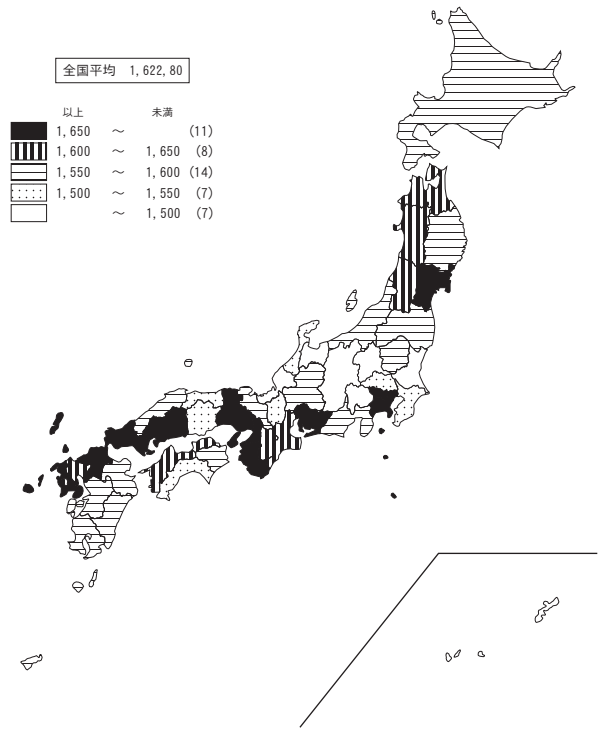 全国平均 1,622,80
以上 未満
1,650 ～ (11)
1,600 ～ 1,650 (8)
1,550 ～ 1,600 (14)
1,500 ～ 1,550 (7)
～ 1,500 (7)